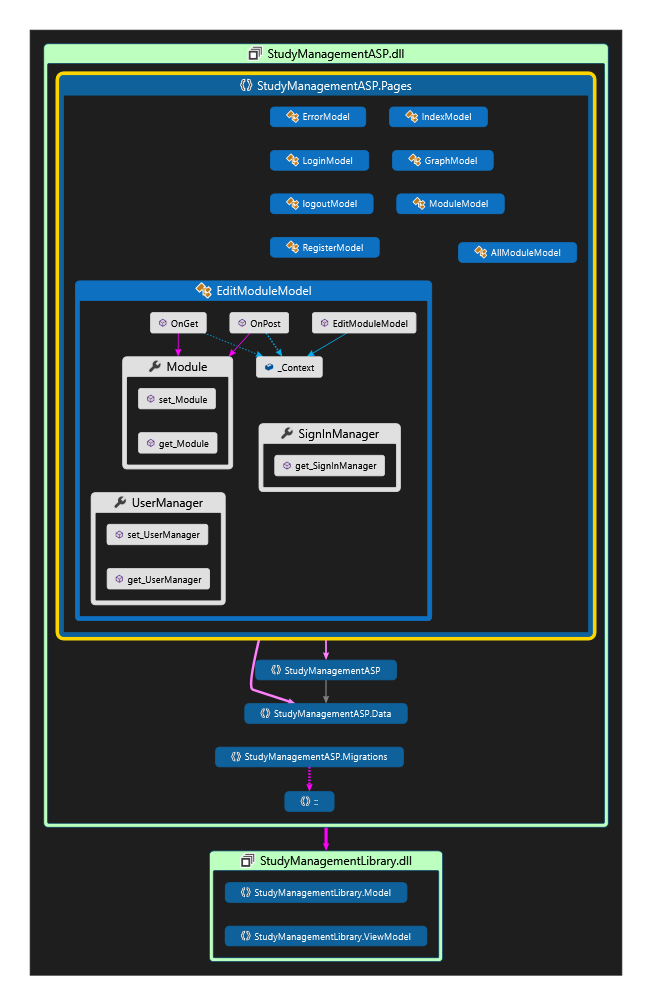 StudyManagementASP.dll
StudyManagementASP.Pages
ErrorModel
IndexModel
LoginModel
GraphModel
logoutModel
ModuleModel
RegisterModel
AllModuleModel
EditModuleModel
OnGet
OnPost
EditModuleModel
Module
_Context
set_Module
get_Module
SignInManager
get_SignInManager
UserManager
set_UserManager
get_UserManager
StudyManagementASP
StudyManagementASP.Data
StudyManagementASP.Migrations
::
StudyManagementLibrary.dll
StudyManagementLibrary.Model
StudyManagementLibrary.ViewModel